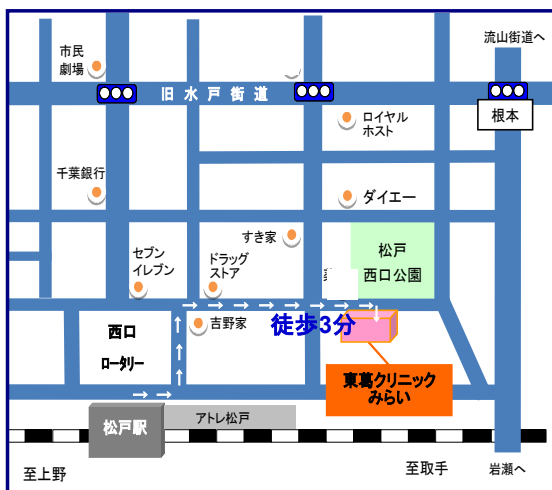 流山街道へ
市民
劇場
旧水戸街道
根本
ロイヤル
ホスト
千葉銀行
ダイエー
すき家
松戸
西口公園
セブン
イレブン
ドラッグ
ストア
吉野家
徒歩3分
西口
ロータリー
東葛クリニック
みらい
アトレ松戸
松戸駅
至上野
至取手
岩瀬へ